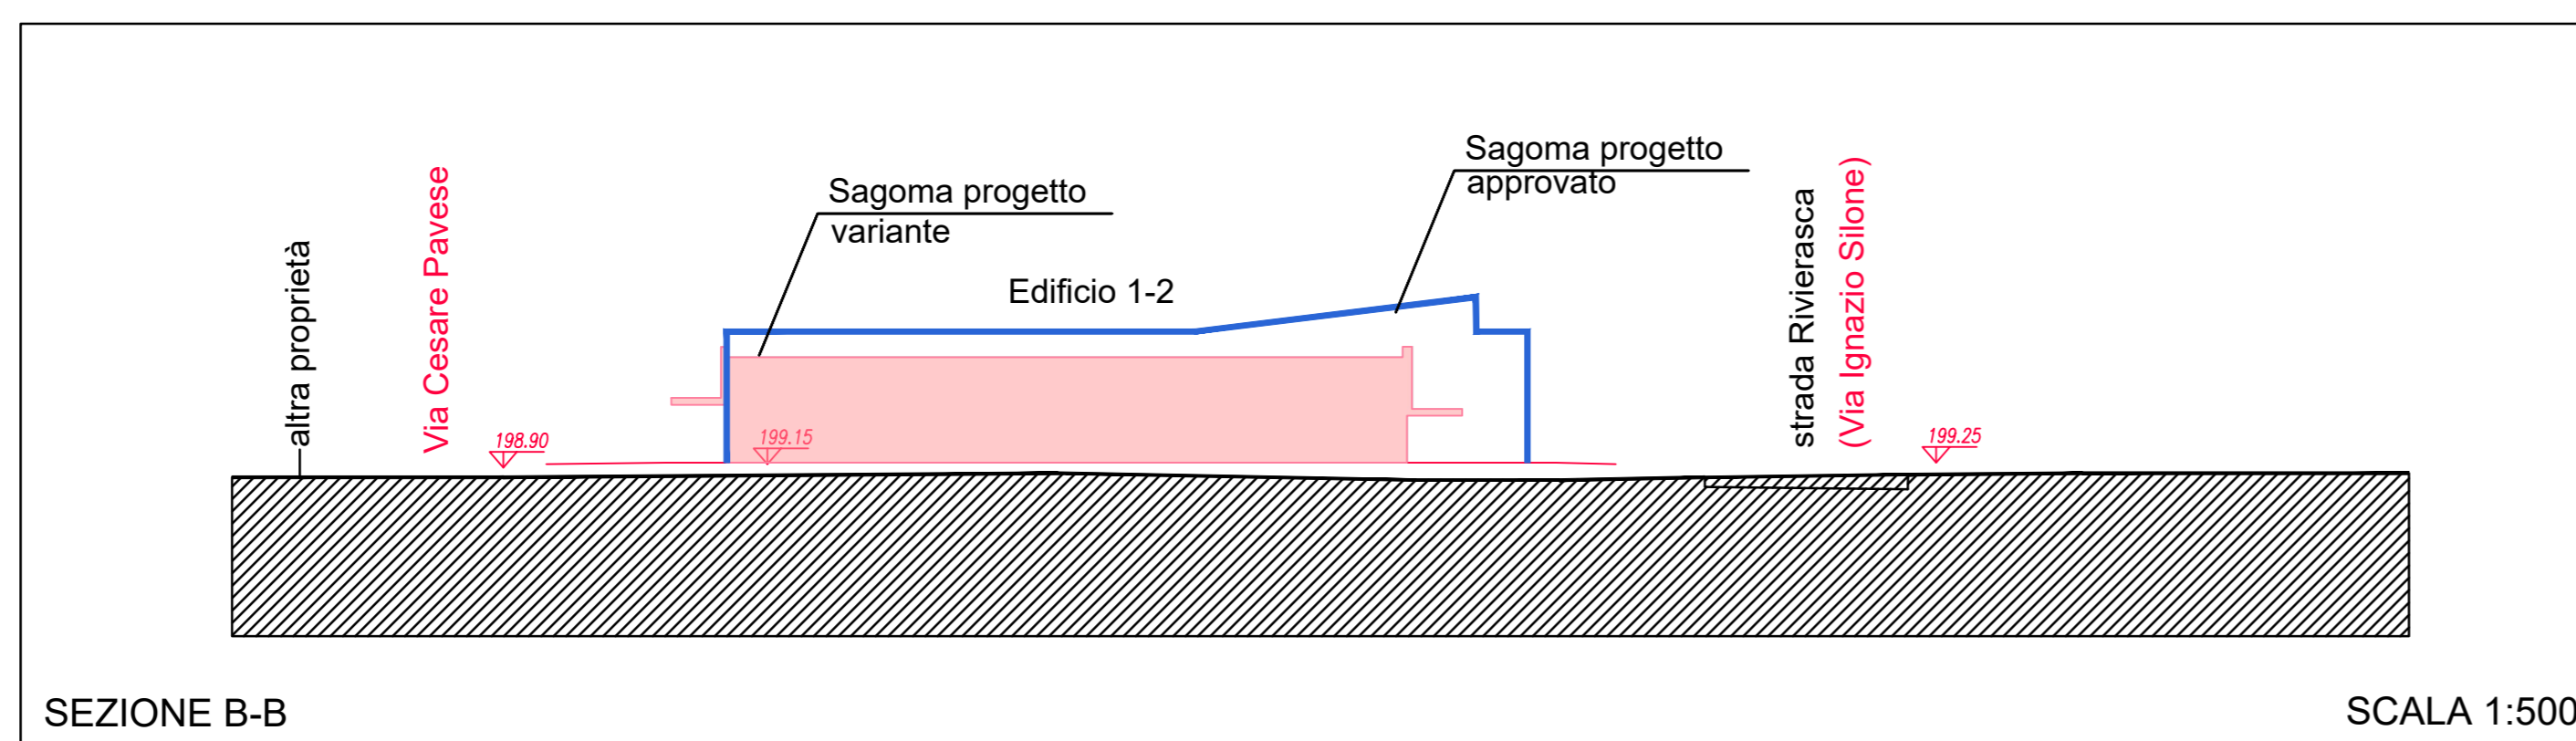 Sagoma progetto
approvato
Sagoma progetto
variante
Edificio 1-2
altra proprietà
Via Cesare Pavese
strada Rivierasca
(Via Ignazio Silone)
198.90
199.15
199.25
SEZIONE B-B
SCALA 1:500